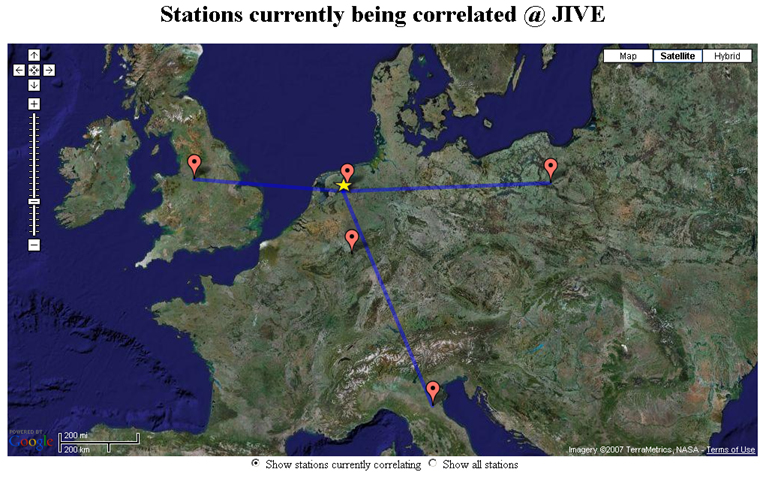 Stations currently being correlated @ JIVE
Map Satellite Hybrid
POWERED BY
Google
200 mi
200 km
Imagery ©2007 TerraMetrics, NASA - Terms of Use
Show stations currently correlating Show all stations